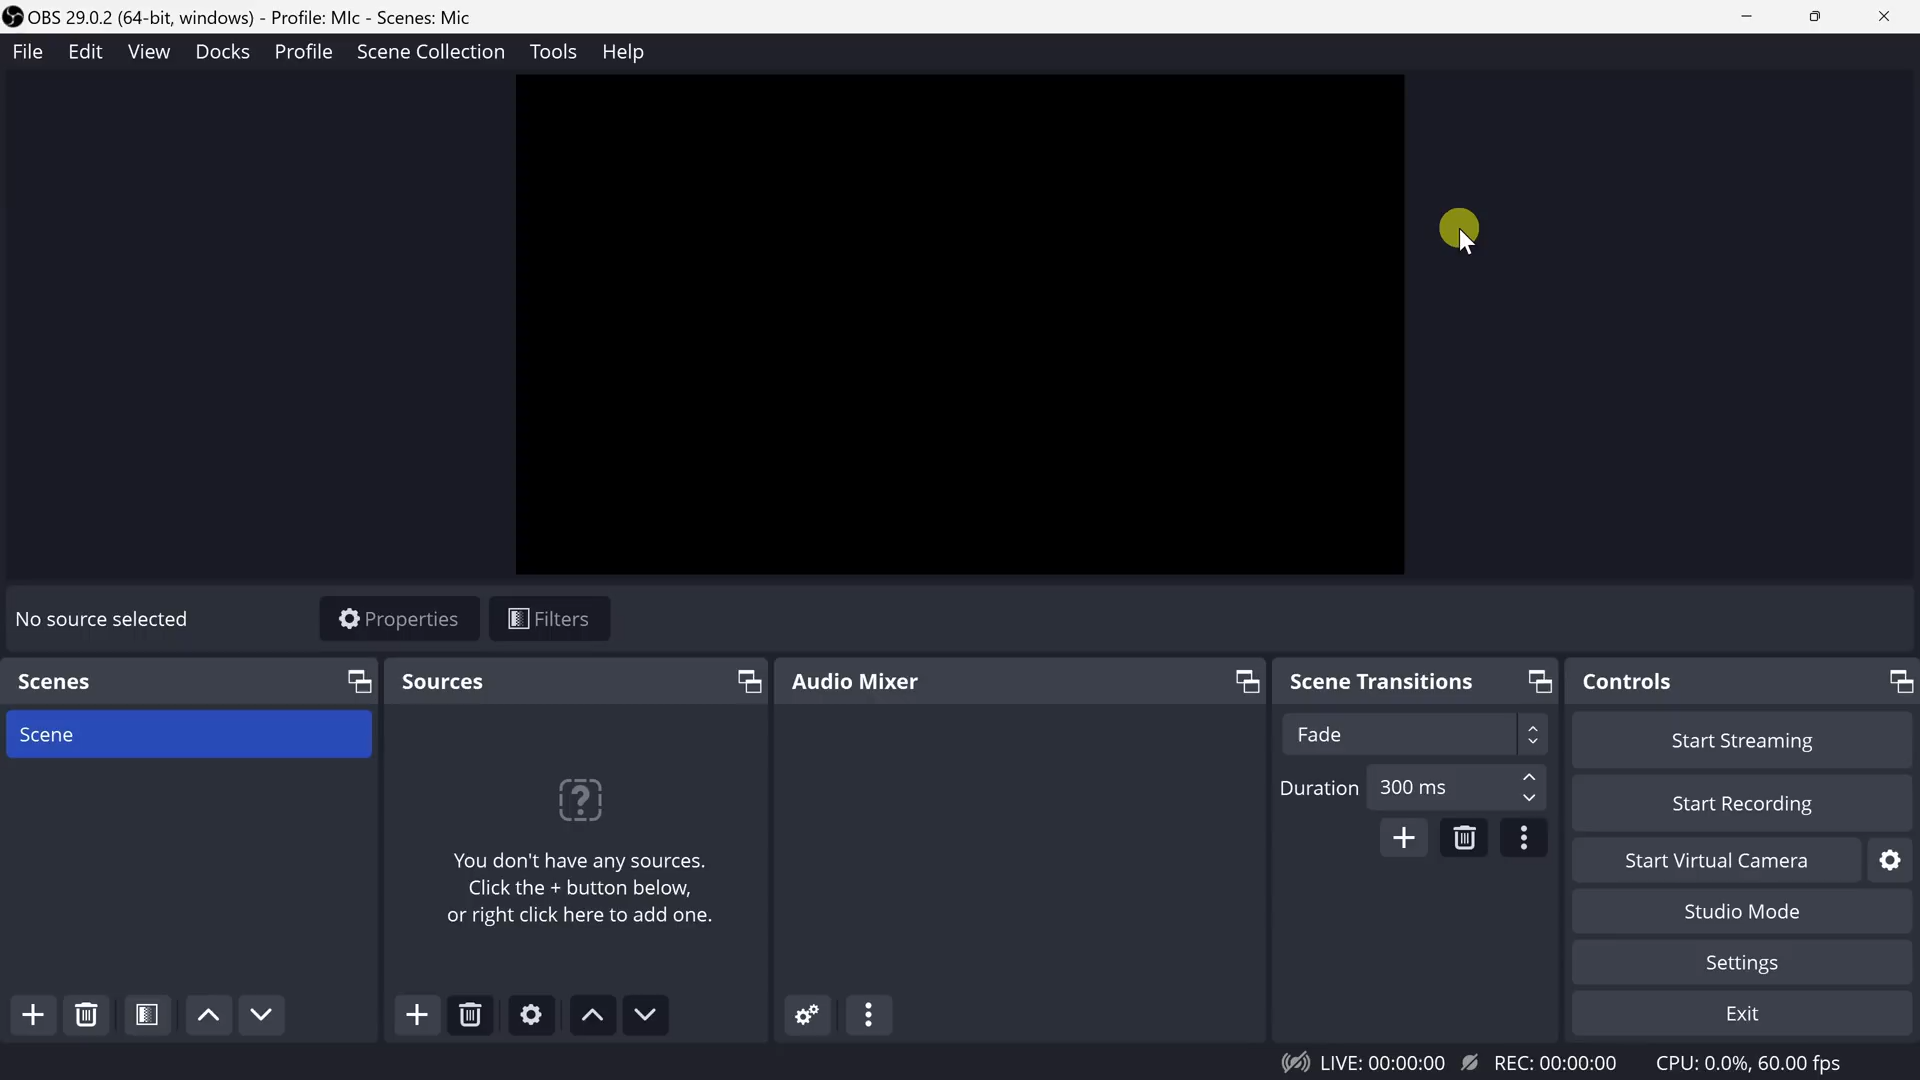 OBS 29.0.2 (64-bit, windows) - Profile: MIc - Scenes: Mic
File Edit View Docks Profile Scene Collection Tools Help
No source selected Properties Filters
Scenes
Scene
Sources
You don't have any sources.
Click the + button below,
or right click here to add one.
Audio Mixer
Scene Transitions
Fade
Duration 300 ms
Controls
Start Streaming
Start Recording
Start Virtual Camera
Studio Mode
Settings
Exit
LIVE: 00:00:00 REC: 00:00:00 CPU: 0.0%, 60.00 fps